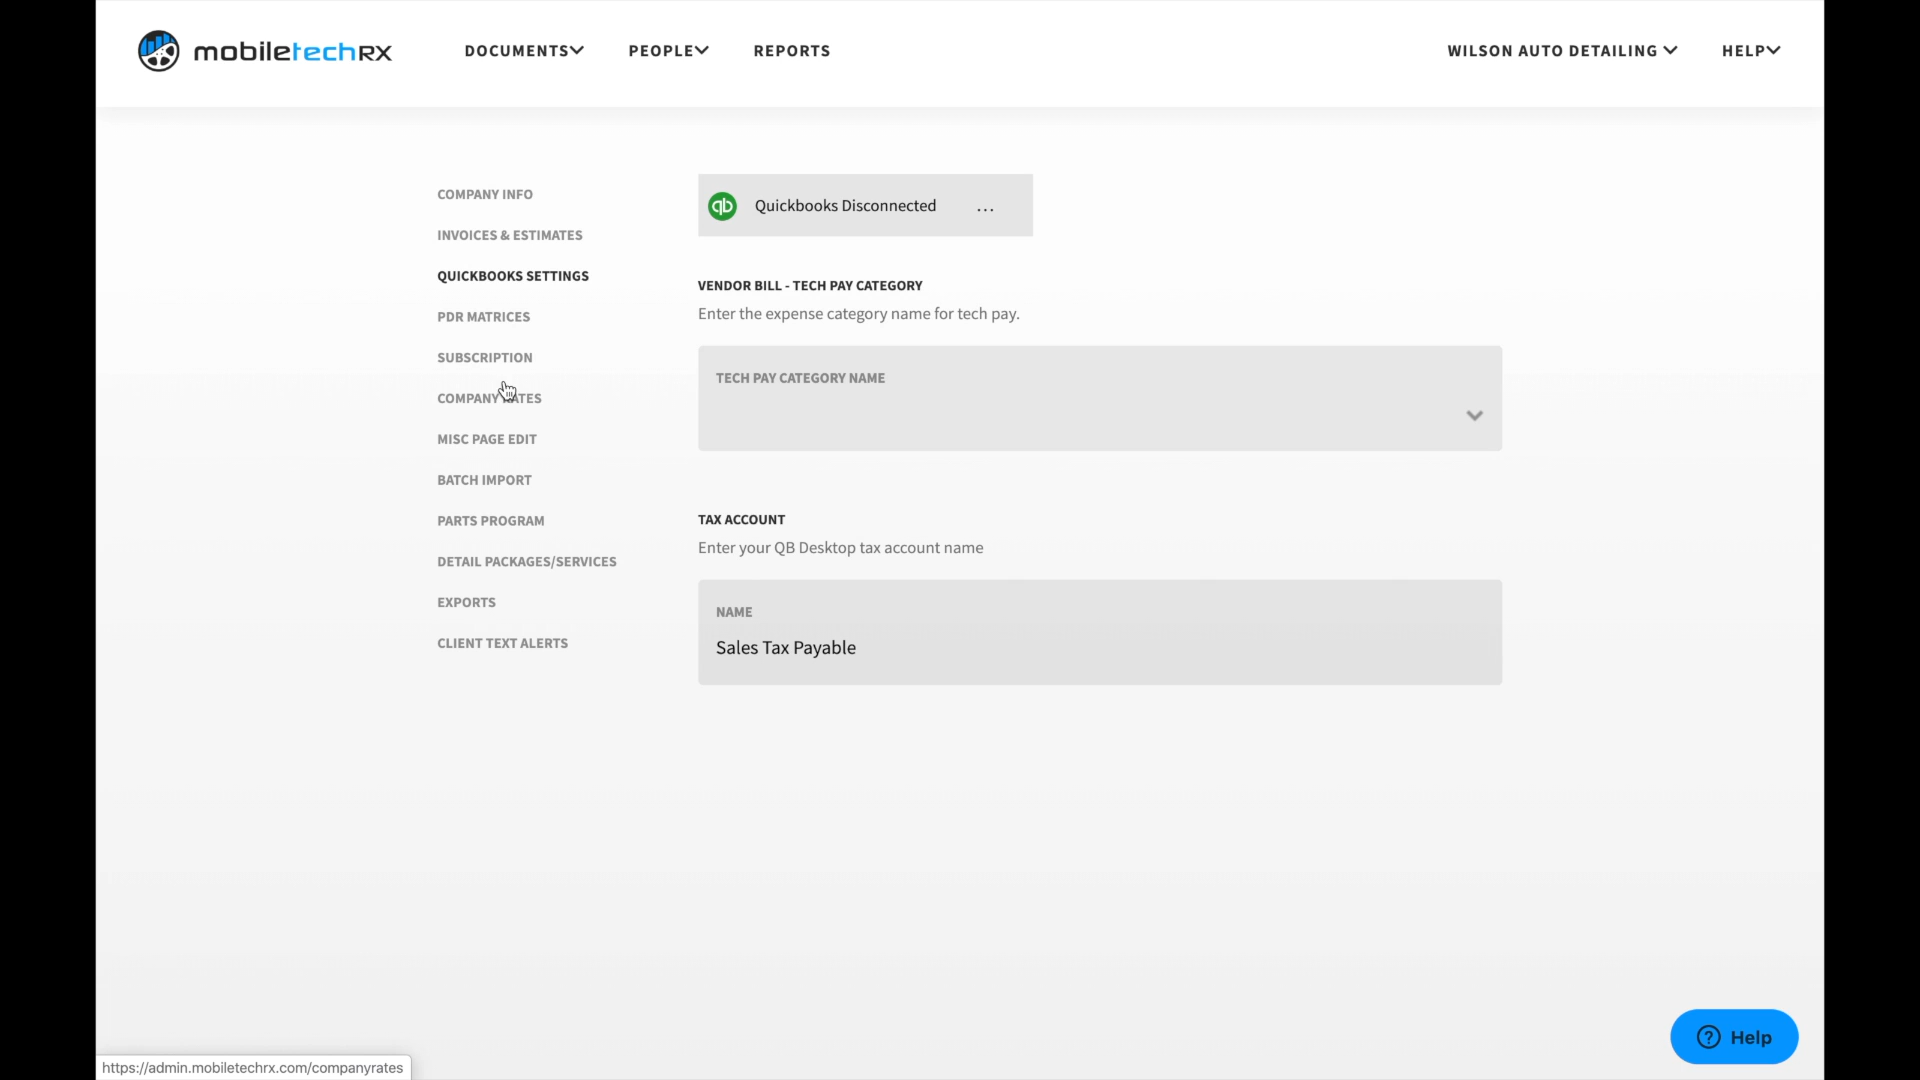 mobiletechRX
DOCUMENTS
PEOPLE
REPORTS
WILSON AUTO DETAILING
HELP
COMPANY INFO
INVOICES & ESTIMATES
QUICKBOOKS SETTINGS
PDR MATRICES
SUBSCRIPTION
COMPANY RATES
MISC PAGE EDIT
BATCH IMPORT
PARTS PROGRAM
DETAIL PACKAGES/SERVICES
EXPORTS
CLIENT TEXT ALERTS
qb Quickbooks Disconnected ...
VENDOR BILL - TECH PAY CATEGORY
Enter the expense category name for tech pay.
TECH PAY CATEGORY NAME
TAX ACCOUNT
Enter your QB Desktop tax account name
NAME
Sales Tax Payable
? Help
https://admin.mobiletechrx.com/companyrates